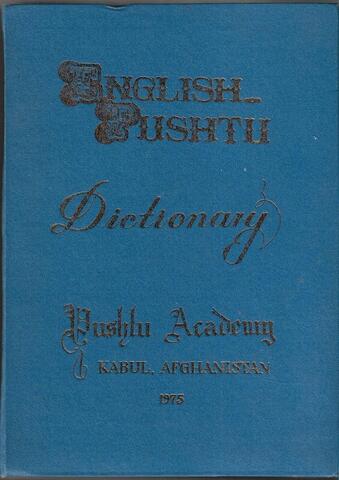 ENGLISH-
PUSHTU
Dictionary
Pushtu Academy
KABUL, AFGHANISTAN
1975